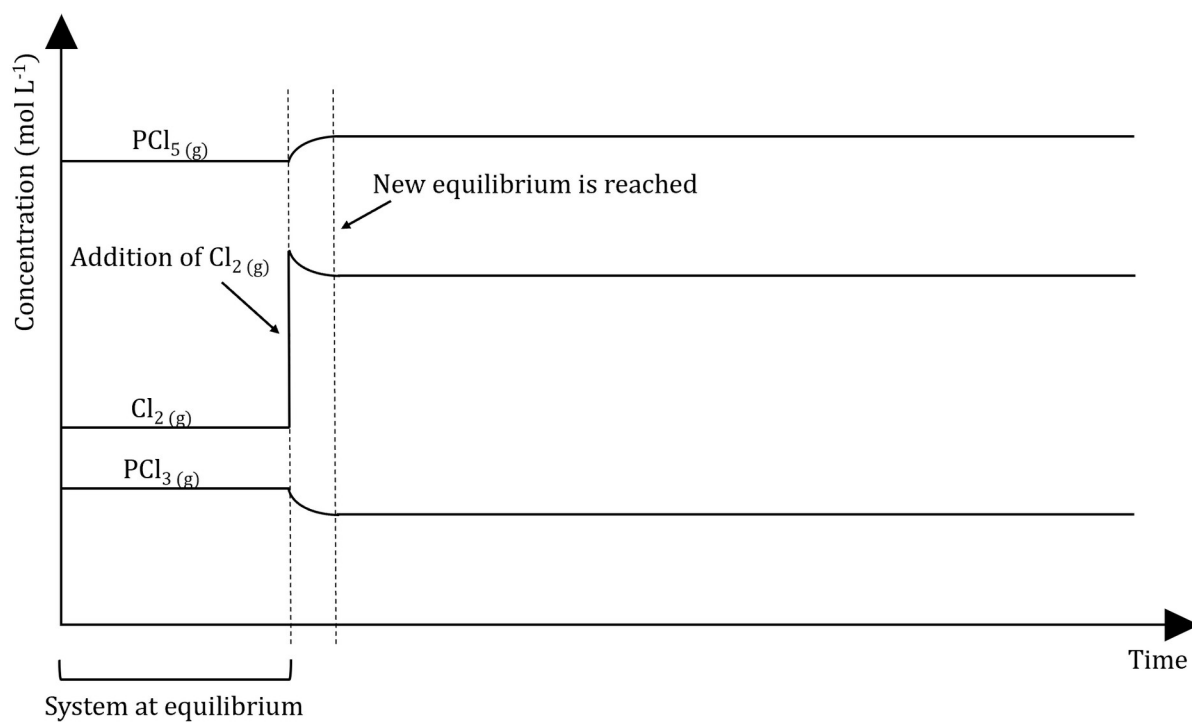 Concentration (mol L⁻¹)
PCl₅ (g)
New equilibrium is reached
Addition of Cl₂ (g)
Cl₂ (g)
PCl₃ (g)
Time
System at equilibrium